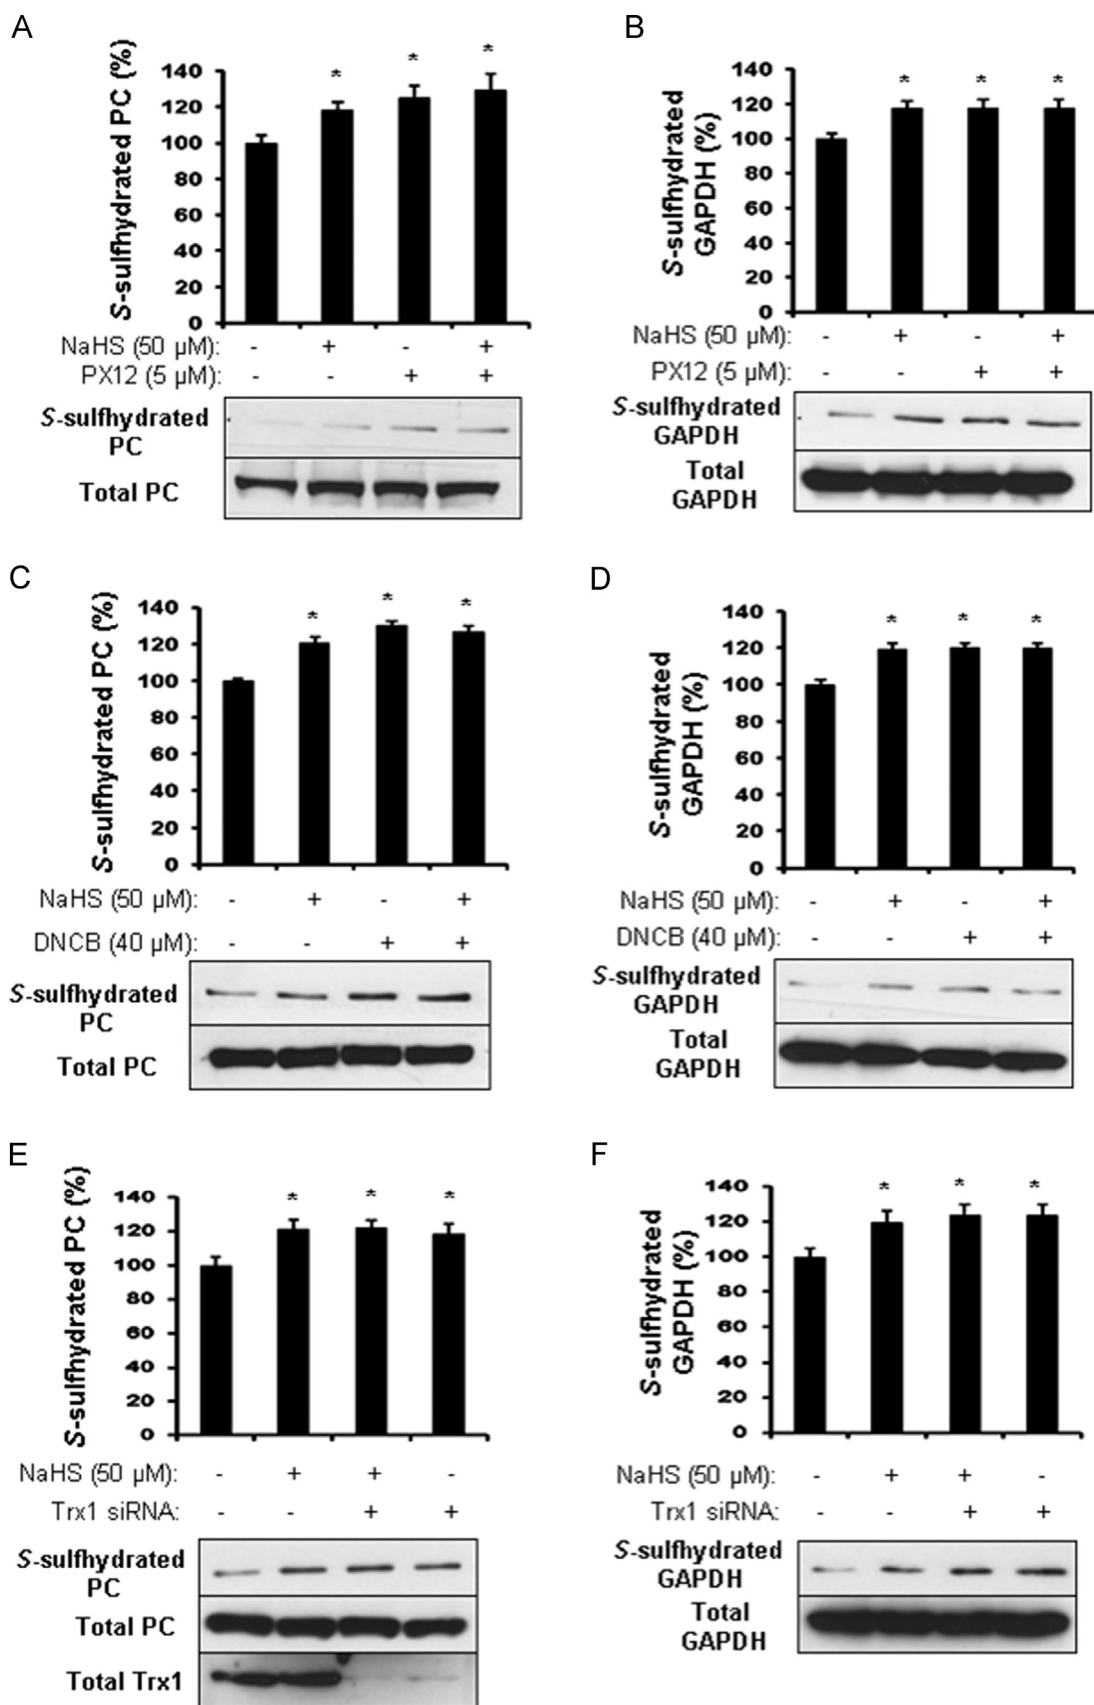 A
S-sulfhydrated PC (%)
140
120
100
80
60
40
20
0
* * *
NaHS (50 µM): - + - +
PX12 (5 µM): - - + +
S-sulfhydrated
PC
Total PC
B
S-sulfhydrated
GAPDH (%)
140
120
100
80
60
40
20
0
* * *
NaHS (50 µM): - + - +
PX12 (5 µM): - - + +
S-sulfhydrated
GAPDH
Total
GAPDH
C
S-sulfhydrated PC (%)
140
120
100
80
60
40
20
0
* * *
NaHS (50 µM): - + - +
DNCB (40 µM): - - + +
S-sulfhydrated
PC
Total PC
D
S-sulfhydrated
GAPDH (%)
140
120
100
80
60
40
20
0
* * *
NaHS (50 µM): - + - +
DNCB (40 µM): - - + +
S-sulfhydrated
GAPDH
Total
GAPDH
E
S-sulfhydrated PC (%)
140
120
100
80
60
40
20
0
* * *
NaHS (50 µM): - + + -
Trx1 siRNA: - - + +
S-sulfhydrated
PC
Total PC
Total Trx1
F
S-sulfhydrated
GAPDH (%)
140
120
100
80
60
40
20
0
* * *
NaHS (50 µM): - + + -
Trx1 siRNA: - - + +
S-sulfhydrated
GAPDH
Total
GAPDH